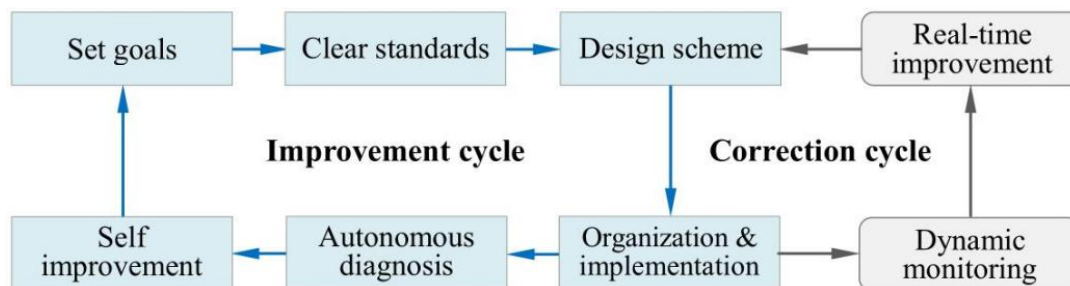 Set goals
Clear standards
Design scheme
Real-time
improvement
Improvement cycle
Correction cycle
Self
improvement
Autonomous
diagnosis
Organization &
implementation
Dynamic
monitoring